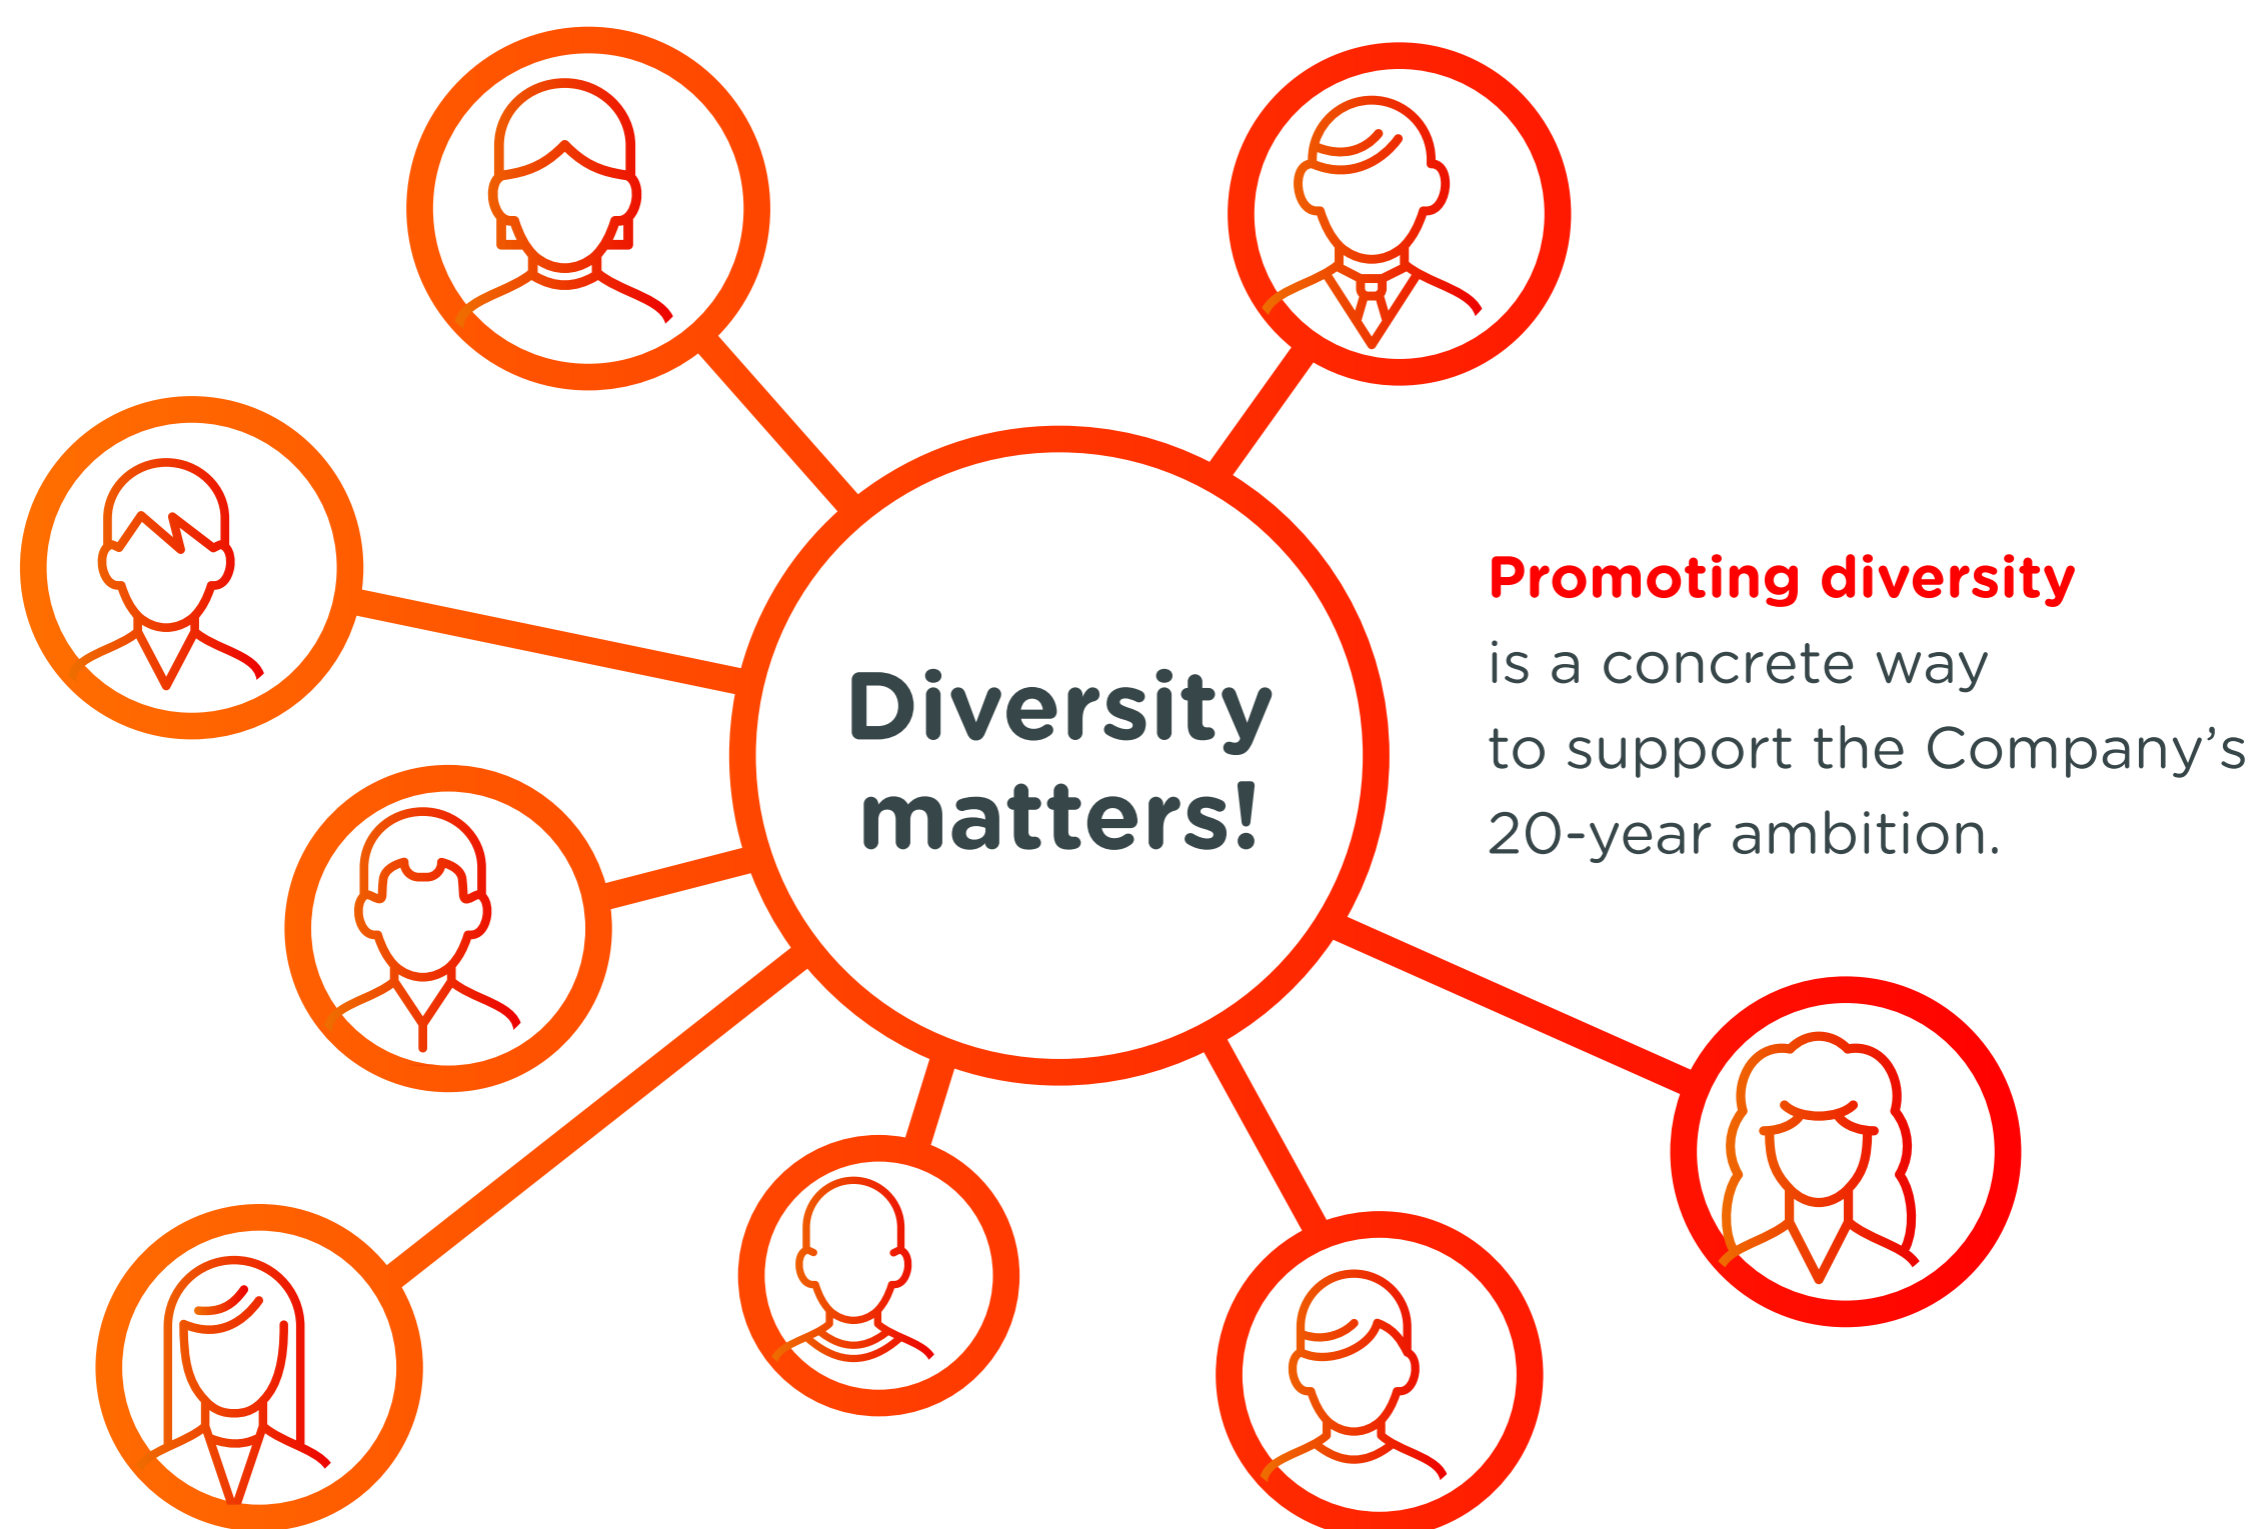 Diversity
matters!
Promoting diversity
is a concrete way
to support the Company’s
20-year ambition.